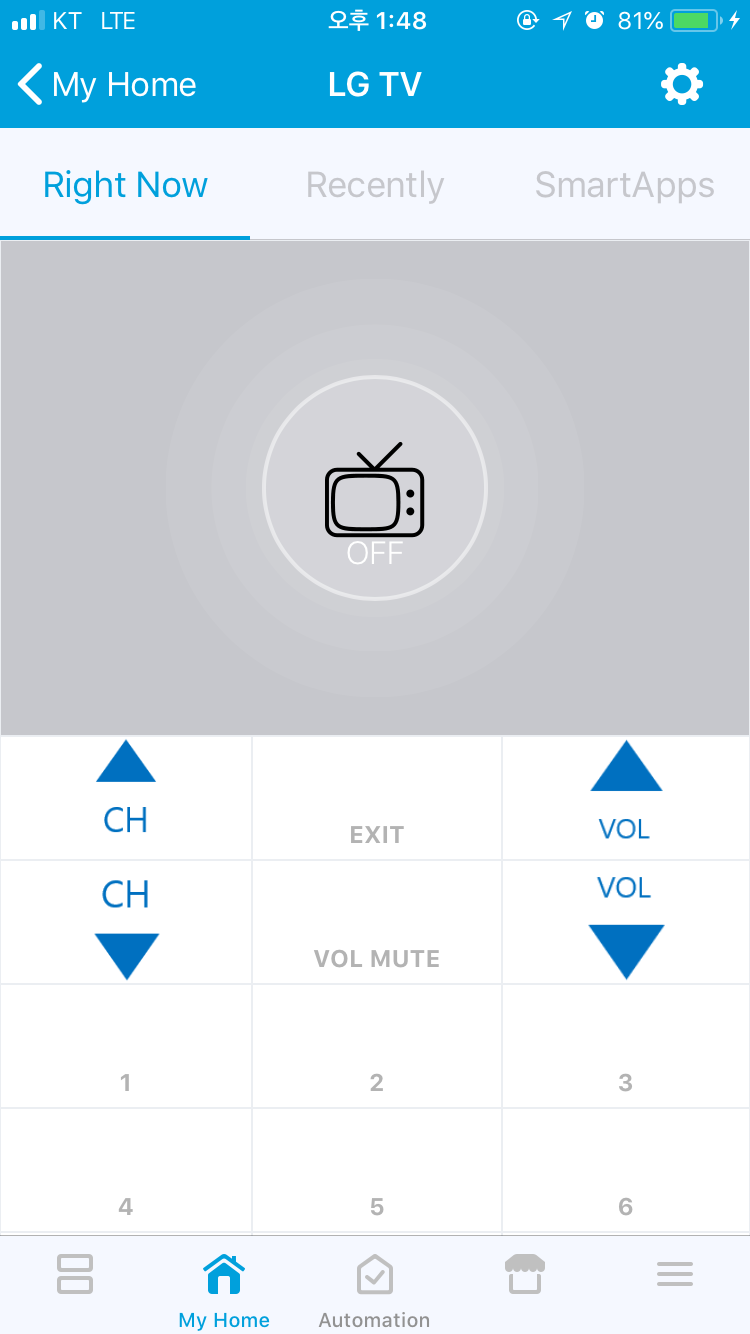 KT LTE 오후 1:48 81%
My Home LG TV
Right Now Recently SmartApps
OFF
CH EXIT VOL
CH VOL MUTE VOL
1 2 3
4 5 6
My Home Automation